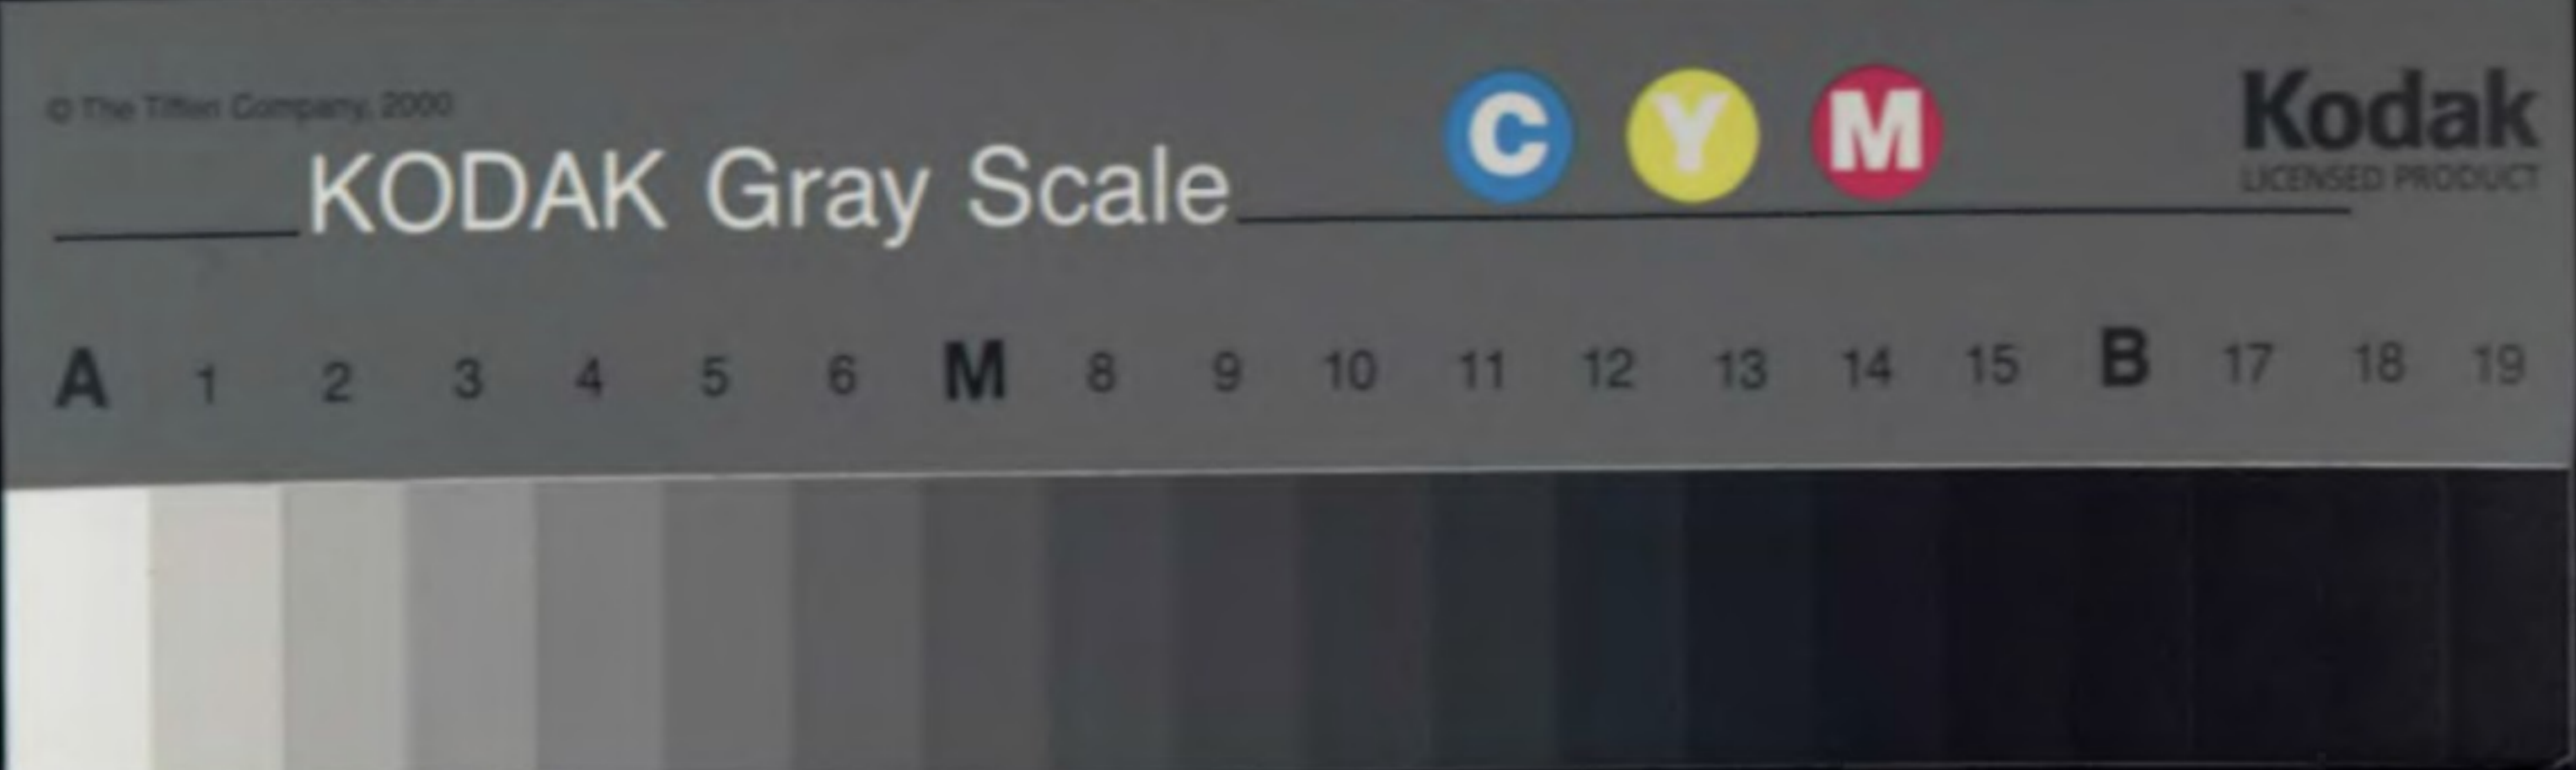 © The Tiffen Company, 2000
KODAK Gray Scale
C Y M
Kodak
LICENSED PRODUCT
A 1 2 3 4 5 6 M 8 9 10 11 12 13 14 15 B 17 18 19